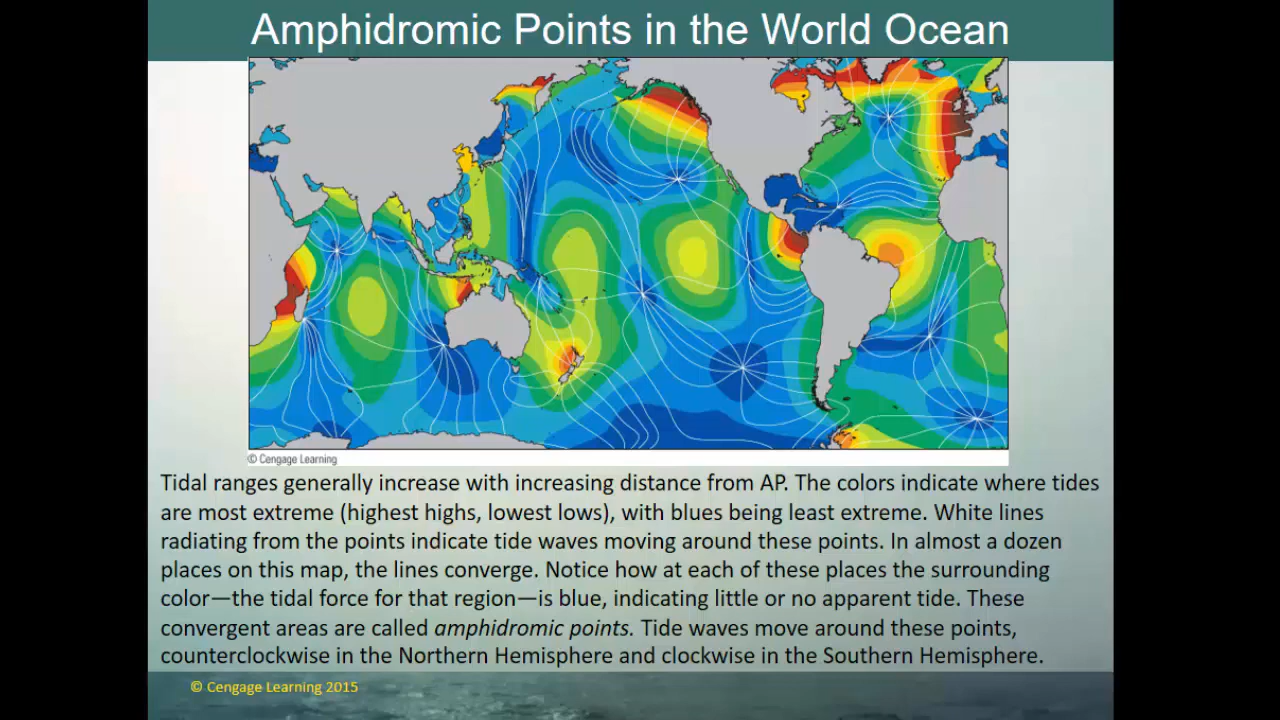 Amphidromic Points in the World Ocean
© Cengage Learning
Tidal ranges generally increase with increasing distance from AP. The colors indicate where tides
are most extreme (highest highs, lowest lows), with blues being least extreme. White lines
radiating from the points indicate tide waves moving around these points. In almost a dozen
places on this map, the lines converge. Notice how at each of these places the surrounding
color—the tidal force for that region—is blue, indicating little or no apparent tide. These
convergent areas are called amphidromic points. Tide waves move around these points,
counterclockwise in the Northern Hemisphere and clockwise in the Southern Hemisphere.
© Cengage Learning 2015